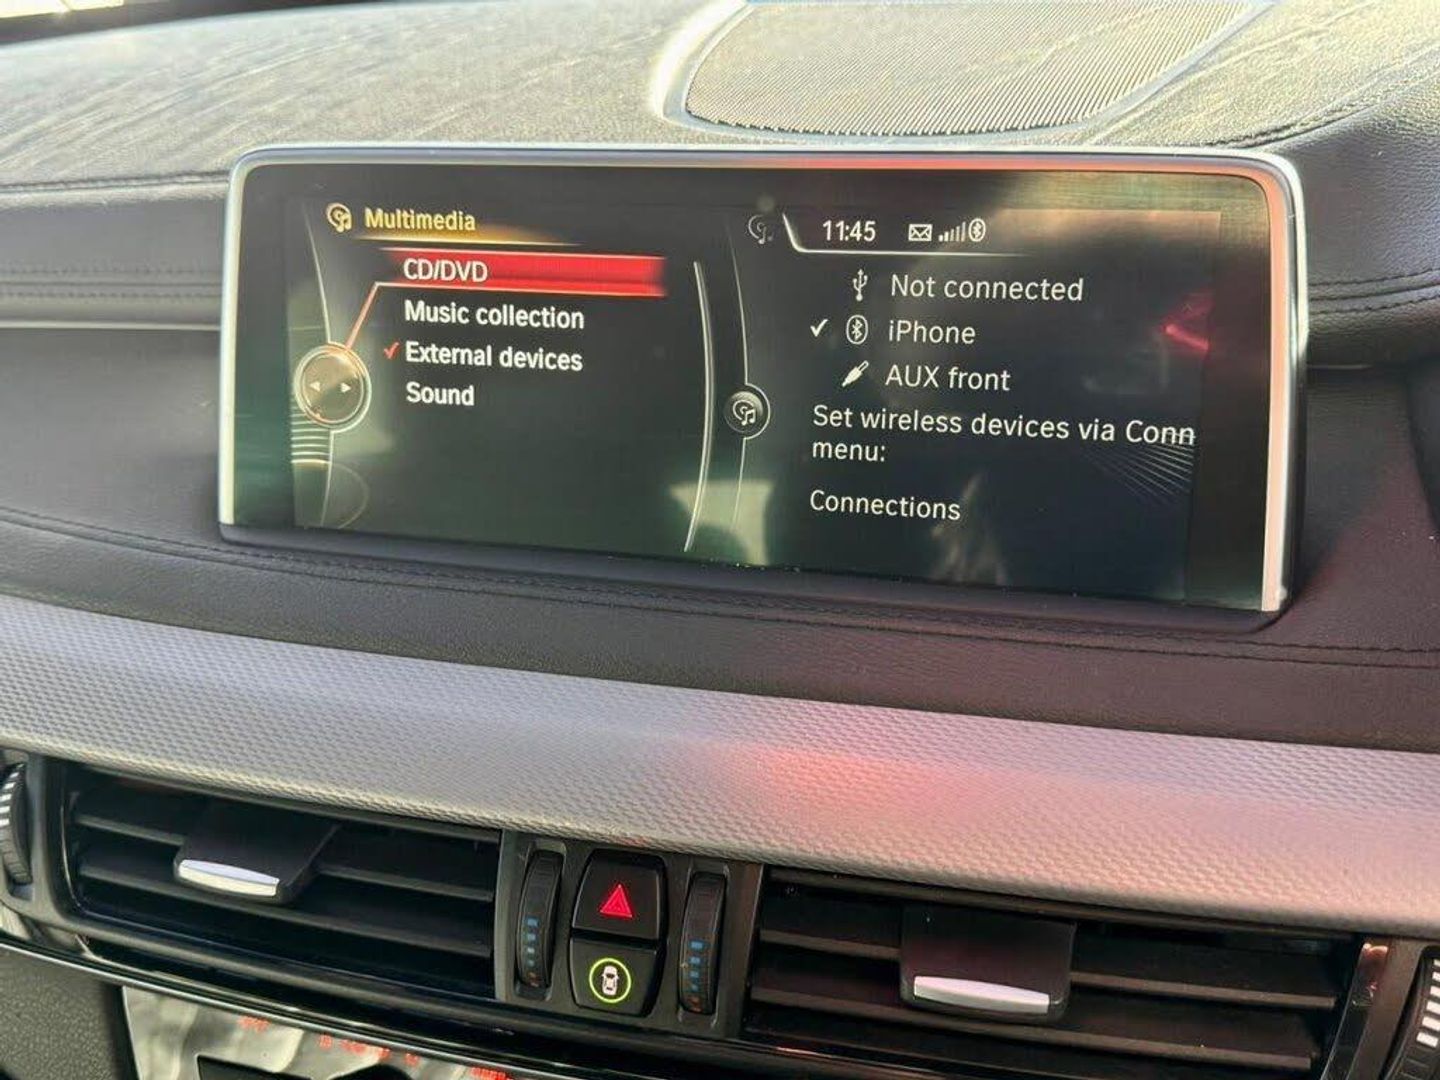 Multimedia
CD/DVD
Music collection
External devices
Sound
11:45
Not connected
iPhone
AUX front
Set wireless devices via Conn
menu:
Connections